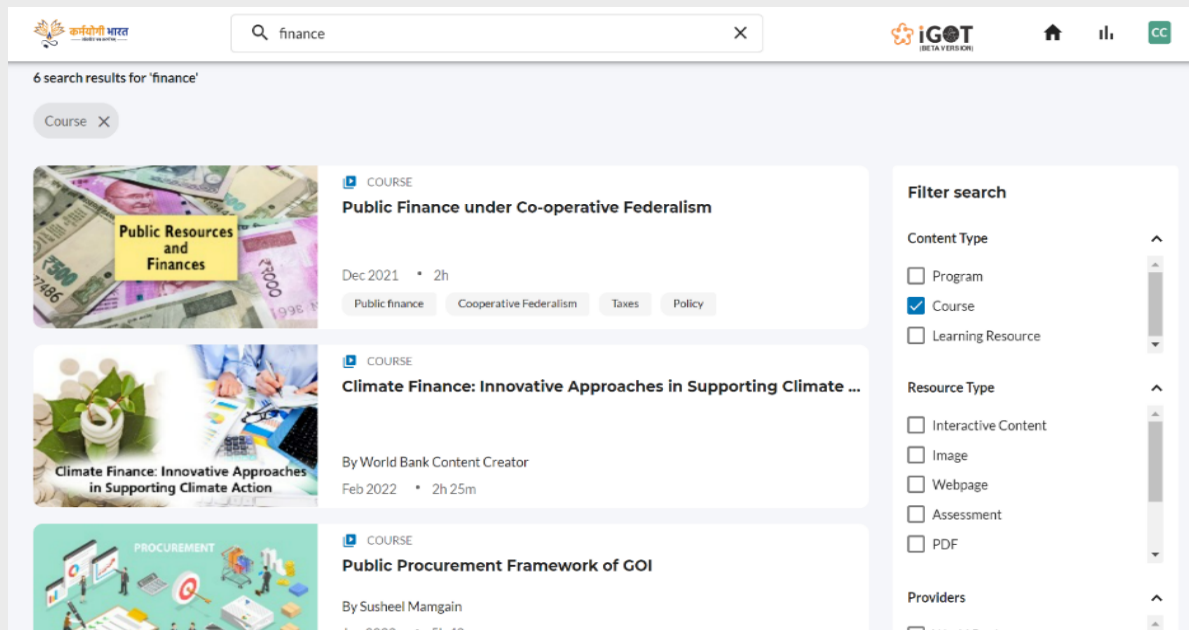 कर्मयोगी भारत
finance
iGOT
(BETA VERSION)
CC
6 search results for 'finance'
Course
Public Resources
and
Finances
₹500
₹2000
COURSE
Public Finance under Co-operative Federalism
Dec 2021 • 2h
Public finance
Cooperative Federalism
Taxes
Policy
Climate Finance: Innovative Approaches
in Supporting Climate Action
COURSE
Climate Finance: Innovative Approaches in Supporting Climate ...
By World Bank Content Creator
Feb 2022 • 2h 25m
PROCUREMENT
COURSE
Public Procurement Framework of GOI
By Susheel Mamgain
Filter search
Content Type
Program
Course
Learning Resource
Resource Type
Interactive Content
Image
Webpage
Assessment
PDF
Providers